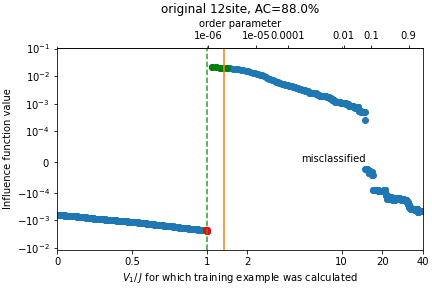 original 12site, AC=88.0%
order parameter
1e-06 1e-05 0.0001 0.01 0.1 0.9
10⁻¹
10⁻²
10⁻³
10⁻⁴
0
−10⁻⁴
−10⁻³
−10⁻²
Influence function value
misclassified
0 0.5 1 2 10 20 40
V₁/J for which training example was calculated